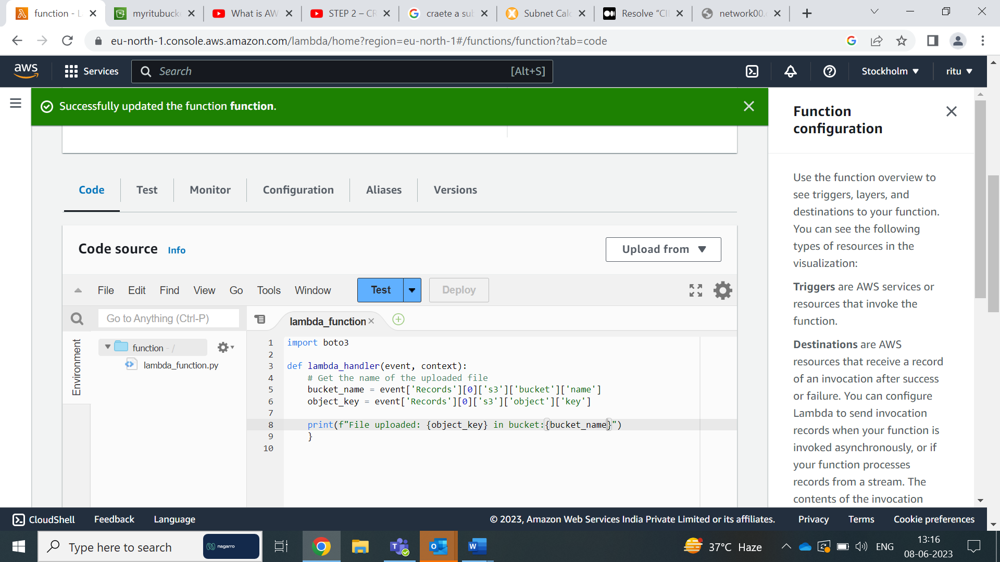 function - L
myritubuck
What is AW
STEP 2 – CR
craete a sub
Subnet Calc
Resolve “CI
network00.
eu-north-1.console.aws.amazon.com/lambda/home?region=eu-north-1#/functions/function?tab=code
aws
Services
Search
[Alt+S]
Stockholm
ritu
Successfully updated the function function.
Code
Test
Monitor
Configuration
Aliases
Versions
Code source
Info
Upload from
File
Edit
Find
View
Go
Tools
Window
Test
Deploy
Go to Anything (Ctrl-P)
lambda_function
Environment
function - /
lambda_function.py
1 import boto3
2
3 def lambda_handler(event, context):
4 # Get the name of the uploaded file
5 bucket_name = event['Records'][0]['s3']['bucket']['name']
6 object_key = event['Records'][0]['s3']['object']['key']
7
8 print(f"File uploaded: {object_key} in bucket:{bucket_name}")
9 }
10
Function
configuration
Use the function overview to
see triggers, layers, and
destinations to your function.
You can see the following
types of resources in the
visualization:
Triggers are AWS services or
resources that invoke the
function.
Destinations are AWS
resources that receive a record
of an invocation after success
or failure. You can configure
Lambda to send invocation
records when your function is
invoked asynchronously, or if
your function processes
records from a stream. The
contents of the invocation
CloudShell
Feedback
Language
© 2023, Amazon Web Services India Private Limited or its affiliates.
Privacy
Terms
Cookie preferences
Type here to search
nagarro
37°C Haze
ENG
13:16
08-06-2023